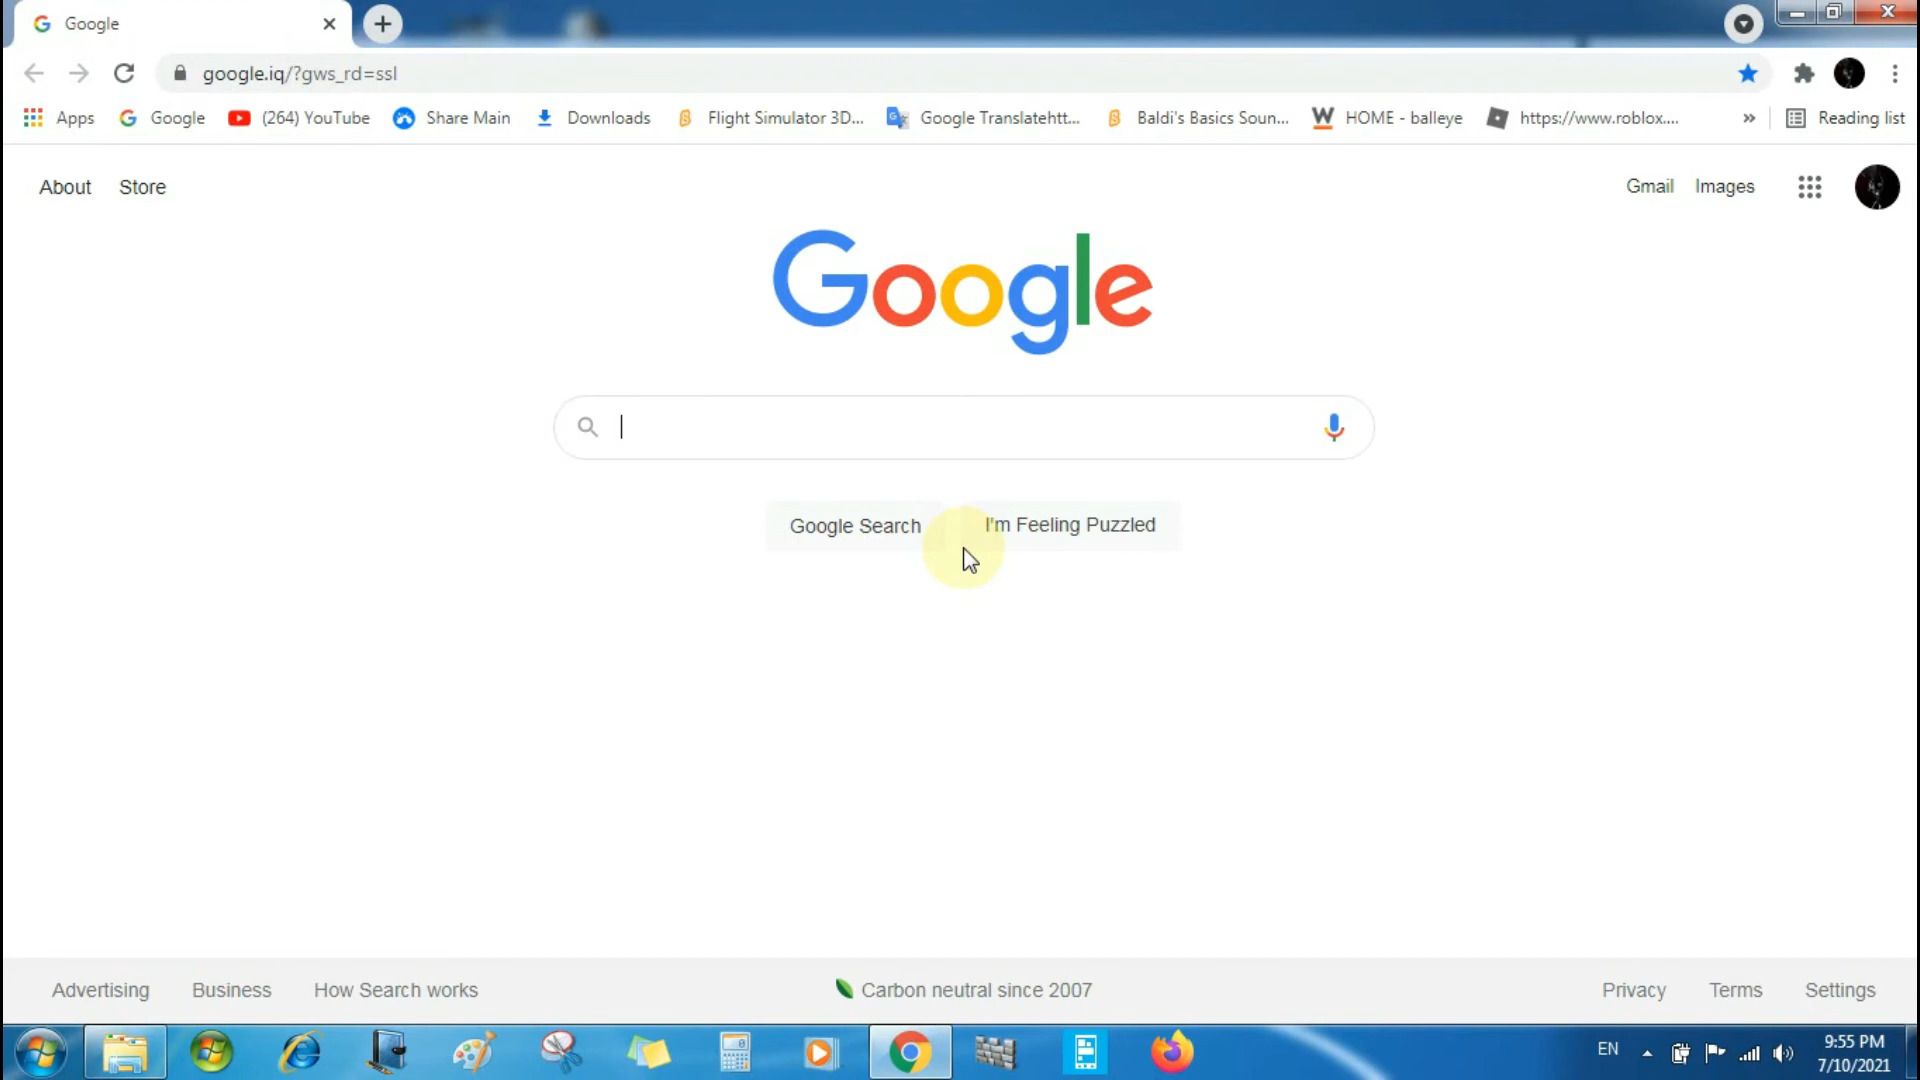 Google
google.iq/?gws_rd=ssl
Apps Google (264) YouTube Share Main Downloads Flight Simulator 3D... Google Translatehtt... Baldi's Basics Soun... HOME - balleye https://www.roblox.... » Reading list
About Store Gmail Images
Google
Google Search I'm Feeling Puzzled
Advertising Business How Search works Carbon neutral since 2007 Privacy Terms Settings
EN 9:55 PM
7/10/2021